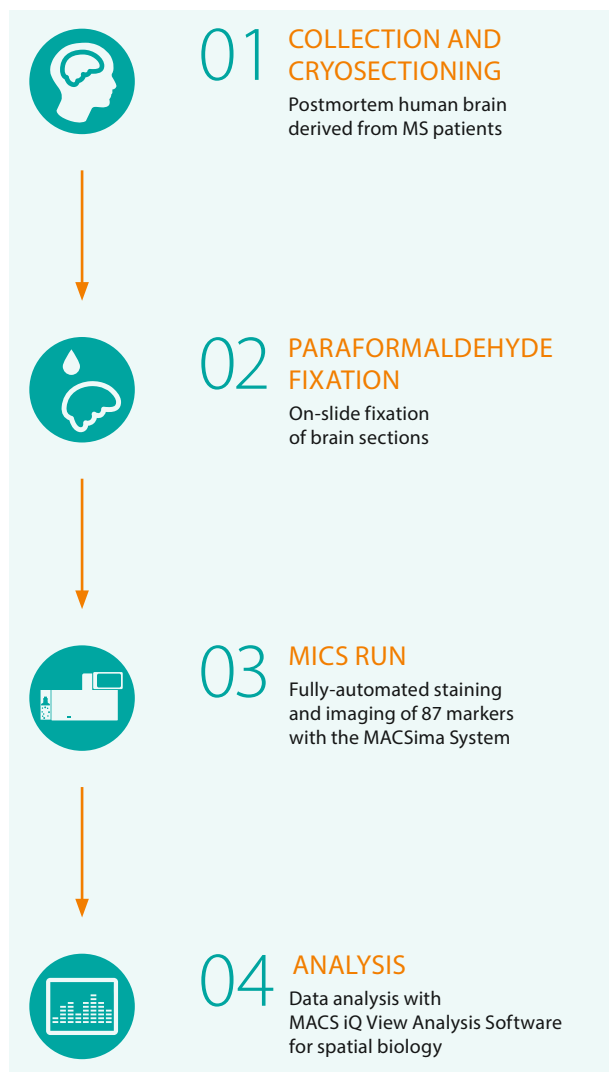 01
COLLECTION AND
CRYOSECTIONING
Postmortem human brain
derived from MS patients
02
PARAFORMALDEHYDE
FIXATION
On-slide fixation
of brain sections
03
MICS RUN
Fully-automated staining
and imaging of 87 markers
with the MACSima System
04
ANALYSIS
Data analysis with
MACS iQ View Analysis Software
for spatial biology